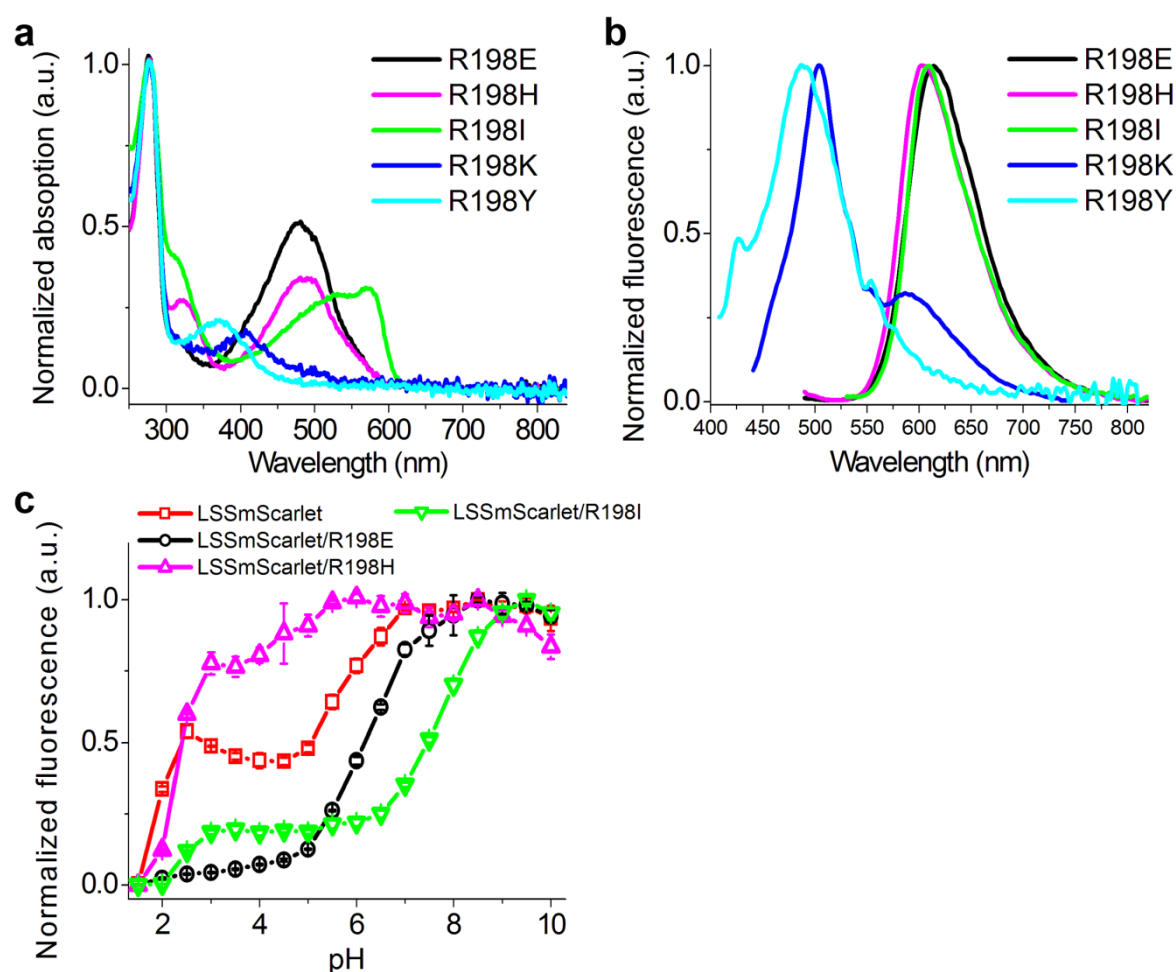 a
Normalized absoption (a.u.)
1.0
0.5
0.0
300 400 500 600 700 800
Wavelength (nm)
R198E
R198H
R198I
R198K
R198Y
b
Normalized fluorescence (a.u.)
1.0
0.5
0.0
400 450 500 550 600 650 700 750 800
Wavelength (nm)
R198E
R198H
R198I
R198K
R198Y
c
LSSmScarlet
LSSmScarlet/R198E
LSSmScarlet/R198H
LSSmScarlet/R198I
Normalized fluorescence (a.u.)
1.0
0.5
0.0
2 4 6 8 10
pH